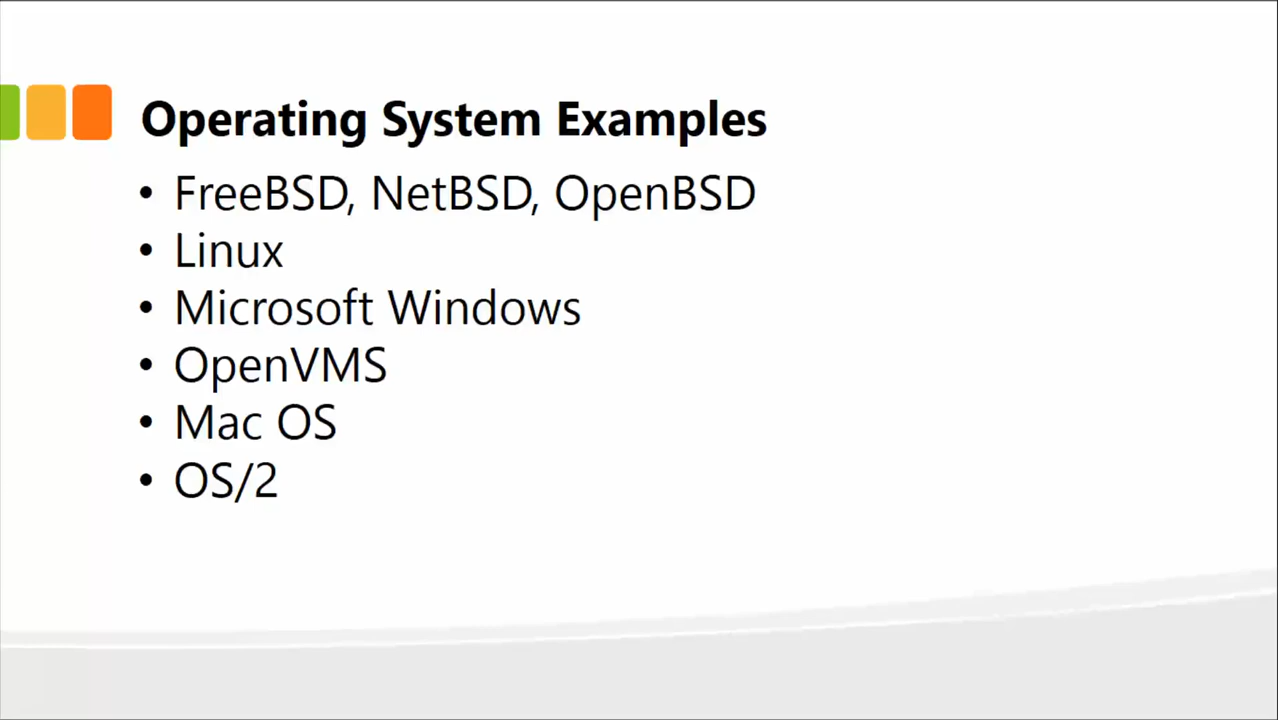 Operating System Examples
• FreeBSD, NetBSD, OpenBSD
• Linux
• Microsoft Windows
• OpenVMS
• Mac OS
• OS/2